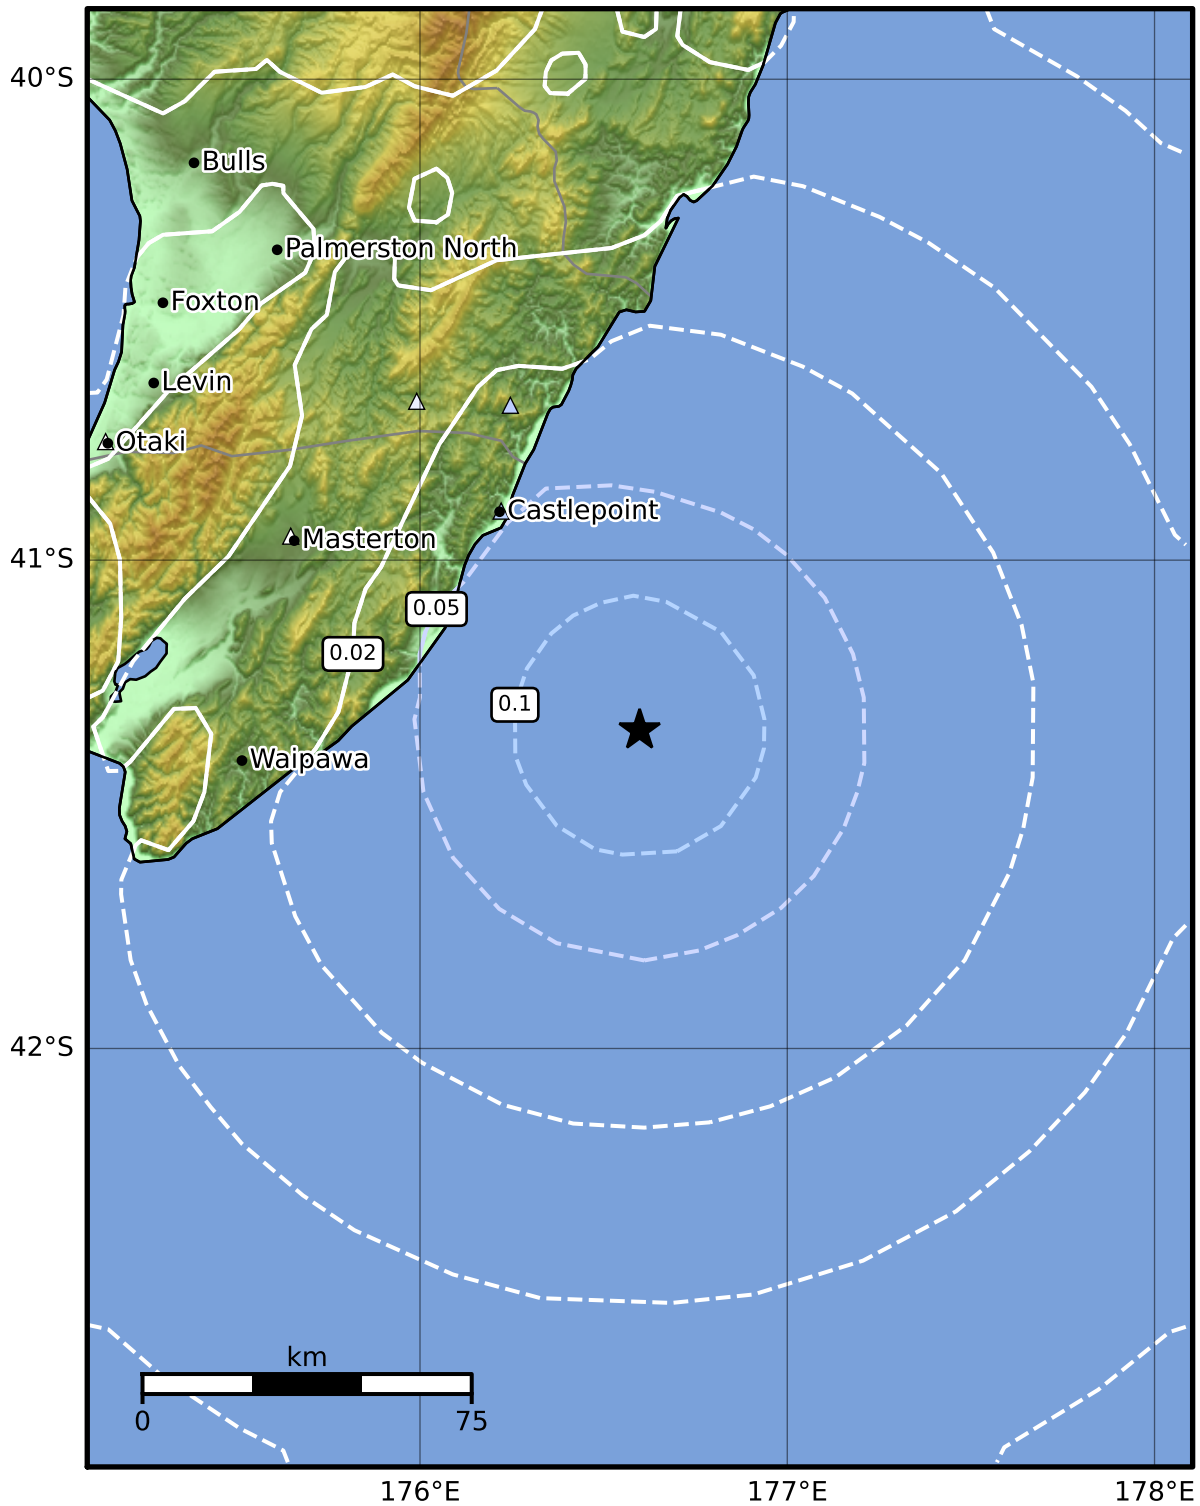 40°S
Bulls
Palmerston North
Foxton
Levin
Otaki
Castlepoint
Masterton
41°S
0.05
0.02
0.1
Waipawa
42°S
km
0
75
176°E
177°E
178°E